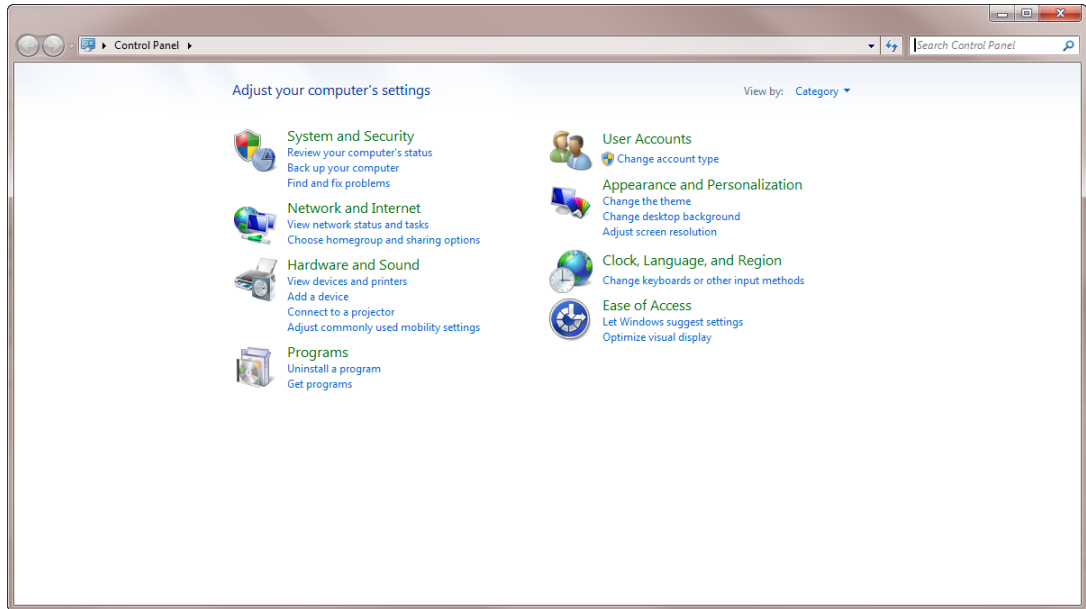 Control Panel
Search Control Panel
Adjust your computer's settings
View by: Category
System and Security
Review your computer's status
Back up your computer
Find and fix problems
Network and Internet
View network status and tasks
Choose homegroup and sharing options
Hardware and Sound
View devices and printers
Add a device
Connect to a projector
Adjust commonly used mobility settings
Programs
Uninstall a program
Get programs
User Accounts
Change account type
Appearance and Personalization
Change the theme
Change desktop background
Adjust screen resolution
Clock, Language, and Region
Change keyboards or other input methods
Ease of Access
Let Windows suggest settings
Optimize visual display